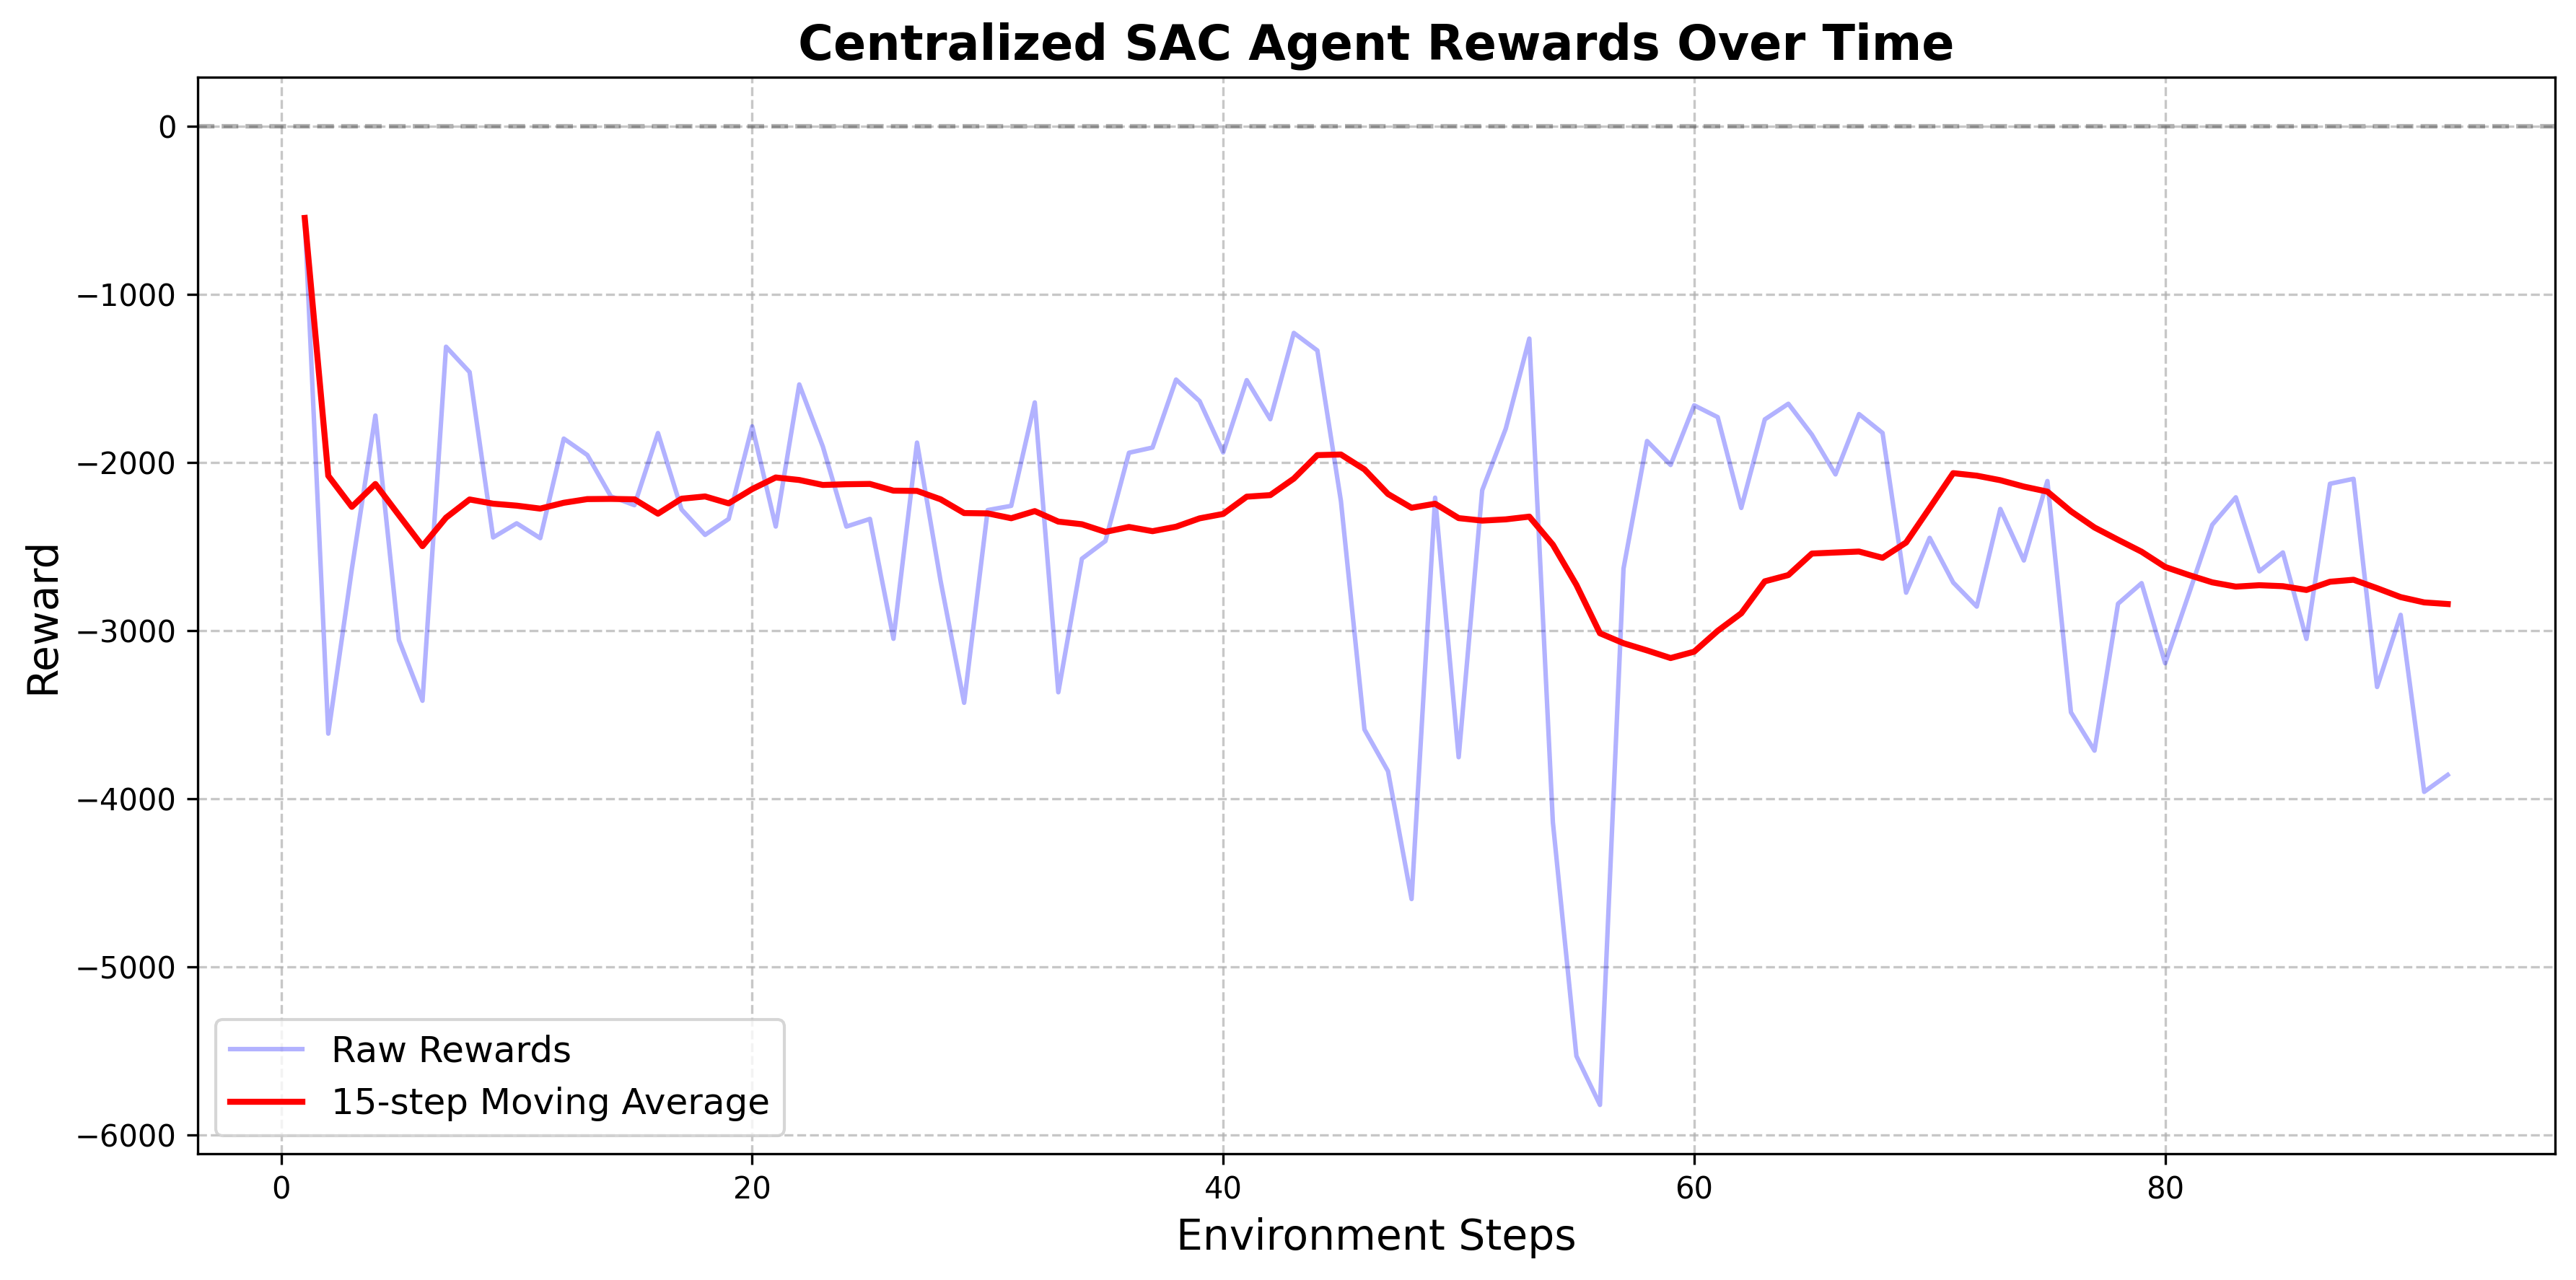 Centralized SAC Agent Rewards Over Time
Reward
0
−1000
−2000
−3000
−4000
−5000
−6000
Raw Rewards
15-step Moving Average
0 20 40 60 80
Environment Steps